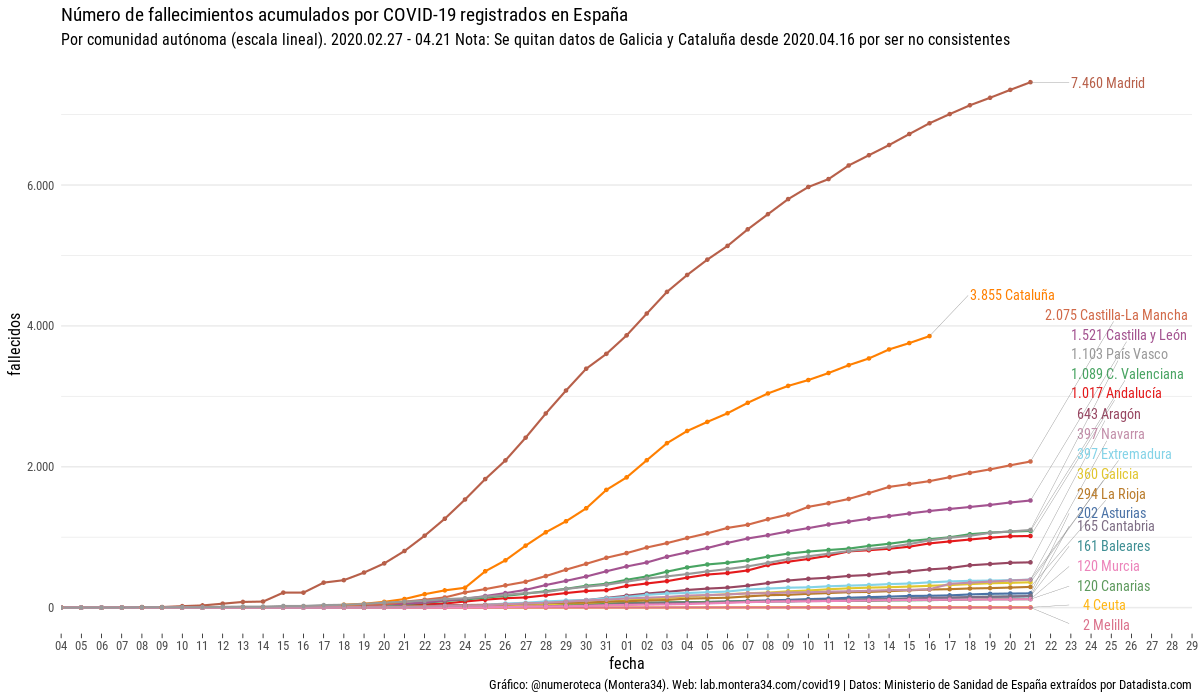 Número de fallecimientos acumulados por COVID-19 registrados en España
Por comunidad autónoma (escala lineal). 2020.02.27 - 04.21 Nota: Se quitan datos de Galicia y Cataluña desde 2020.04.16 por ser no consistentes
7.460 Madrid
6.000
3.855 Cataluña
4.000
2.075 Castilla-La Mancha
1.521 Castilla y León
1.103 País Vasco
1.089 C. Valenciana
1.017 Andalucía
643 Aragón
397 Navarra
397 Extremadura
2.000
360 Galicia
294 La Rioja
202 Asturias
165 Cantabria
161 Baleares
120 Murcia
120 Canarias
0
4 Ceuta
2 Melilla
fallecidos
04 05 06 07 08 09 10 11 12 13 14 15 16 17 18 19 20 21 22 23 24 25 26 27 28 29 30 31 01 02 03 04 05 06 07 08 09 10 11 12 13 14 15 16 17 18 19 20 21 22 23 24 25 26 27 28 29
fecha
Gráfico: @numeroteca (Montera34). Web: lab.montera34.com/covid19 | Datos: Ministerio de Sanidad de España extraídos por Datadista.com